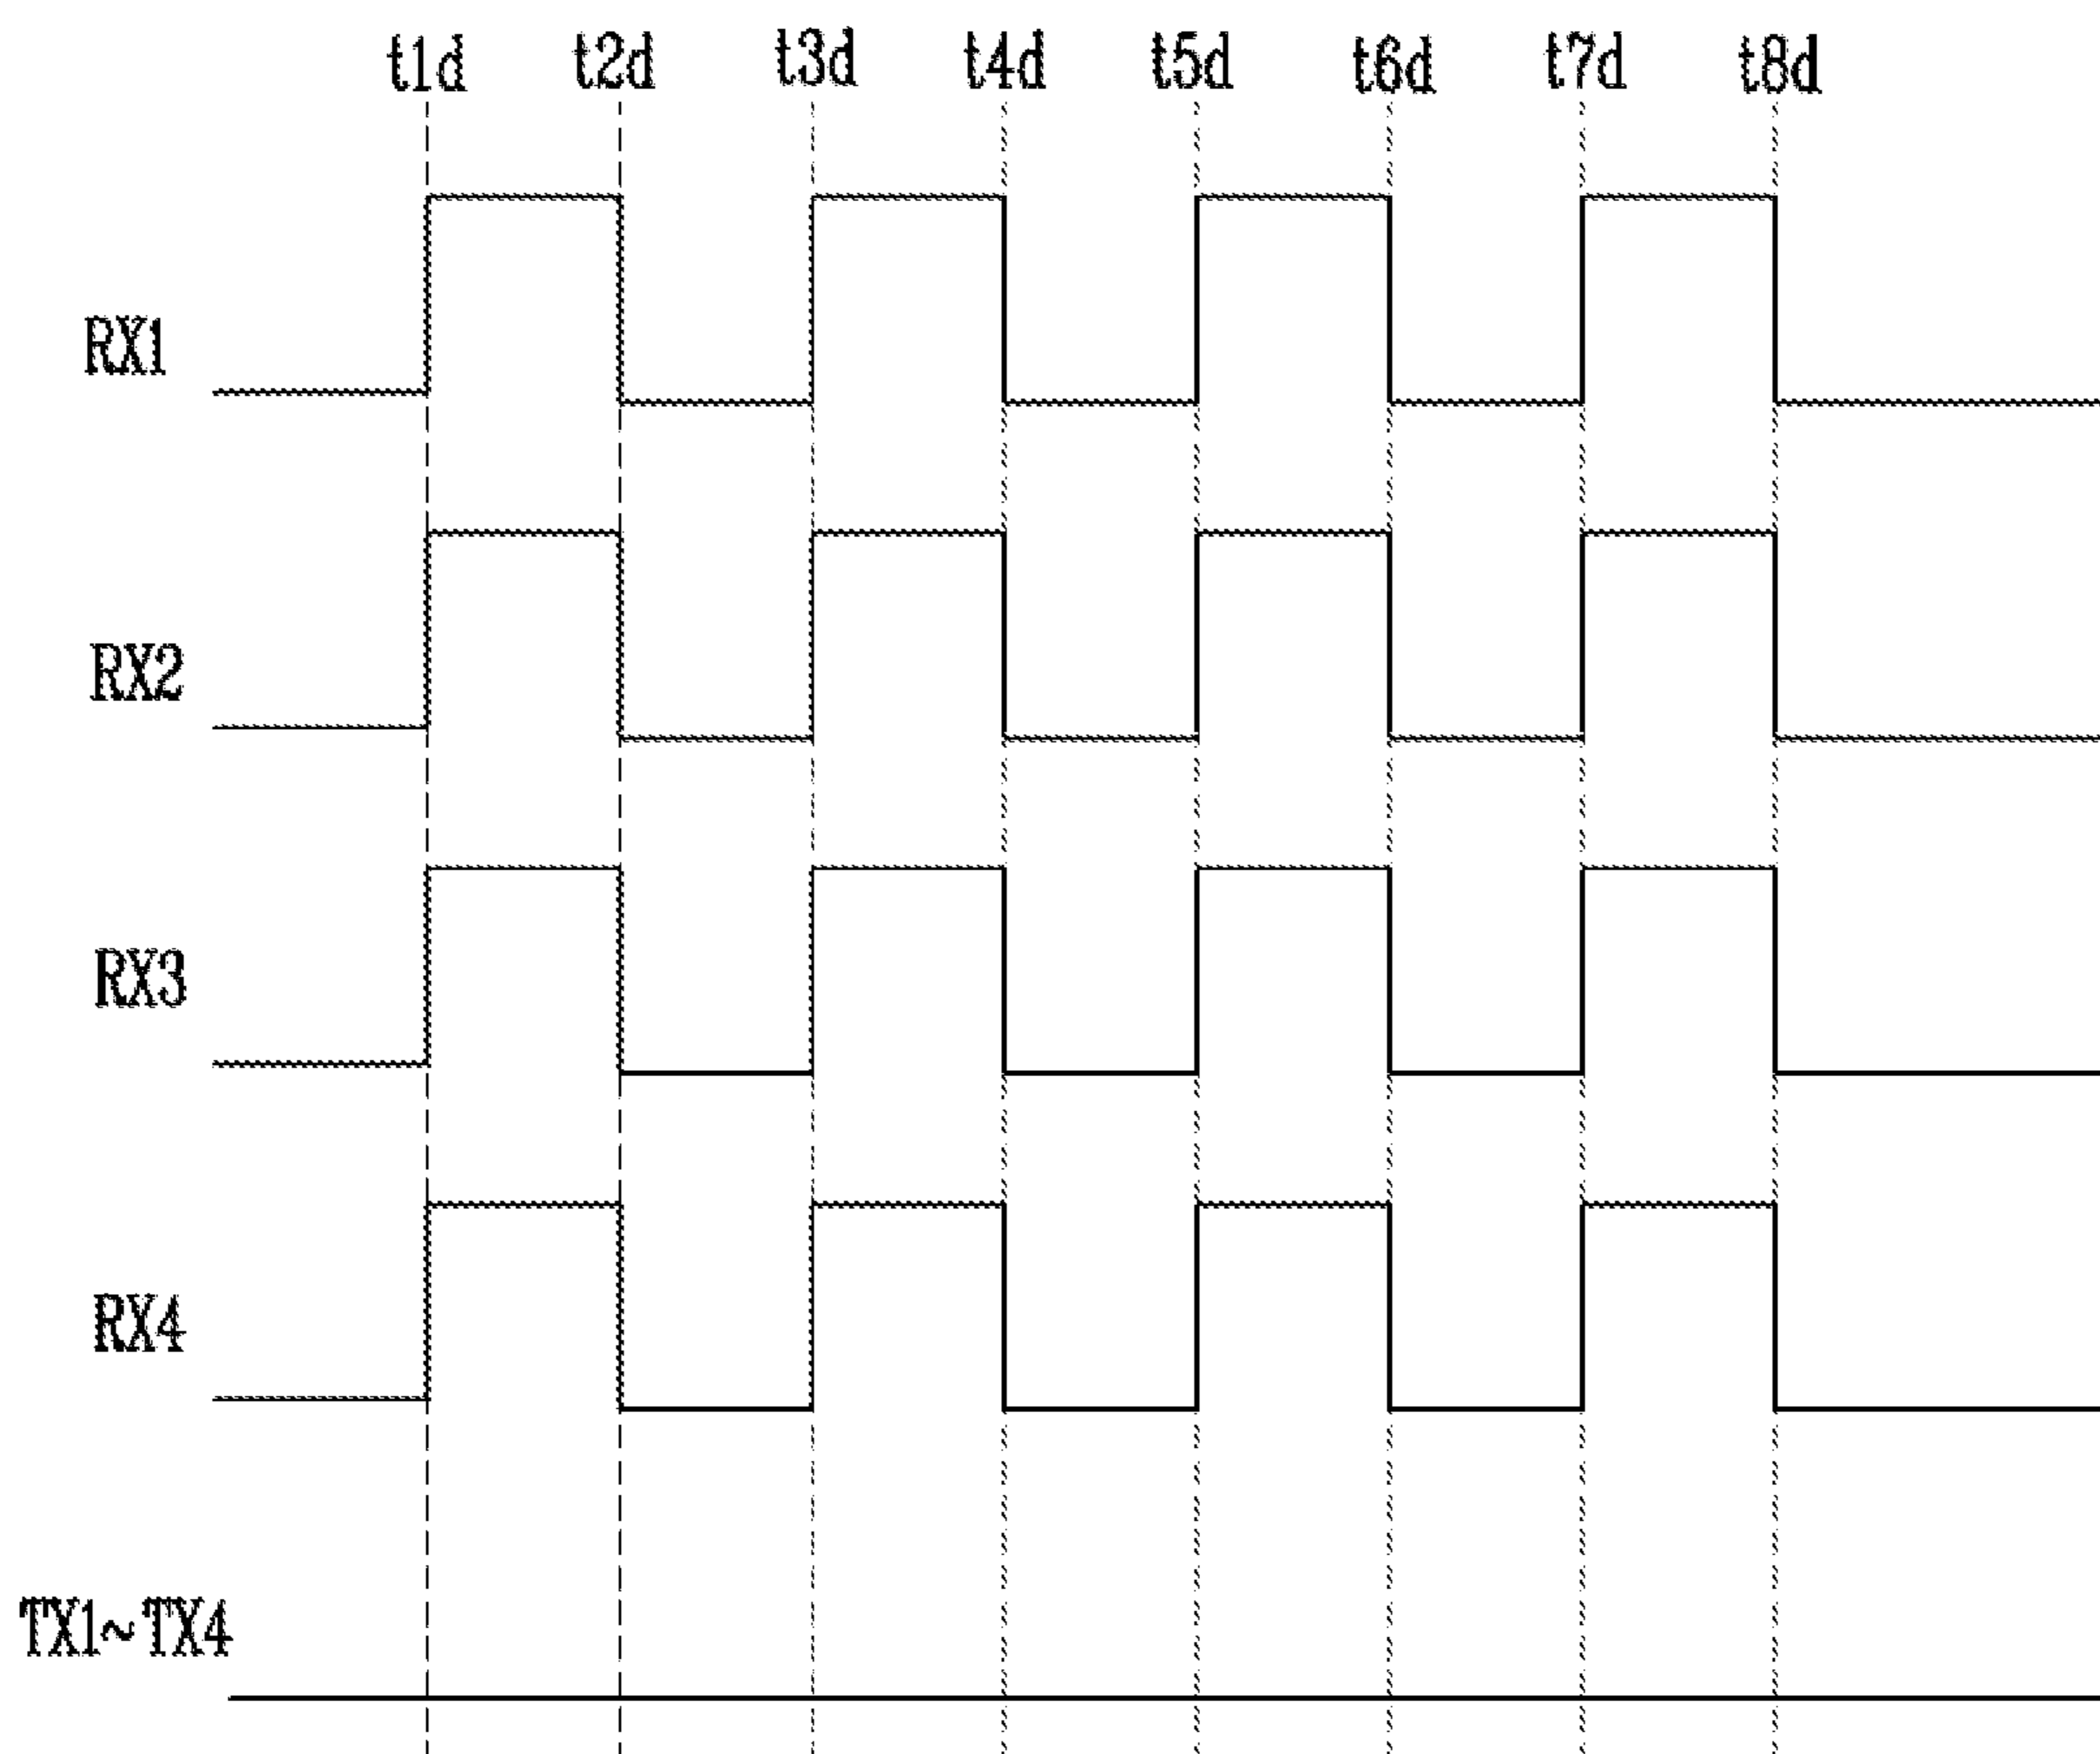 t1d t2d t3d t4d t5d t6d t7d t8d
RX1
RX2
RX3
RX4
TX1~TX4